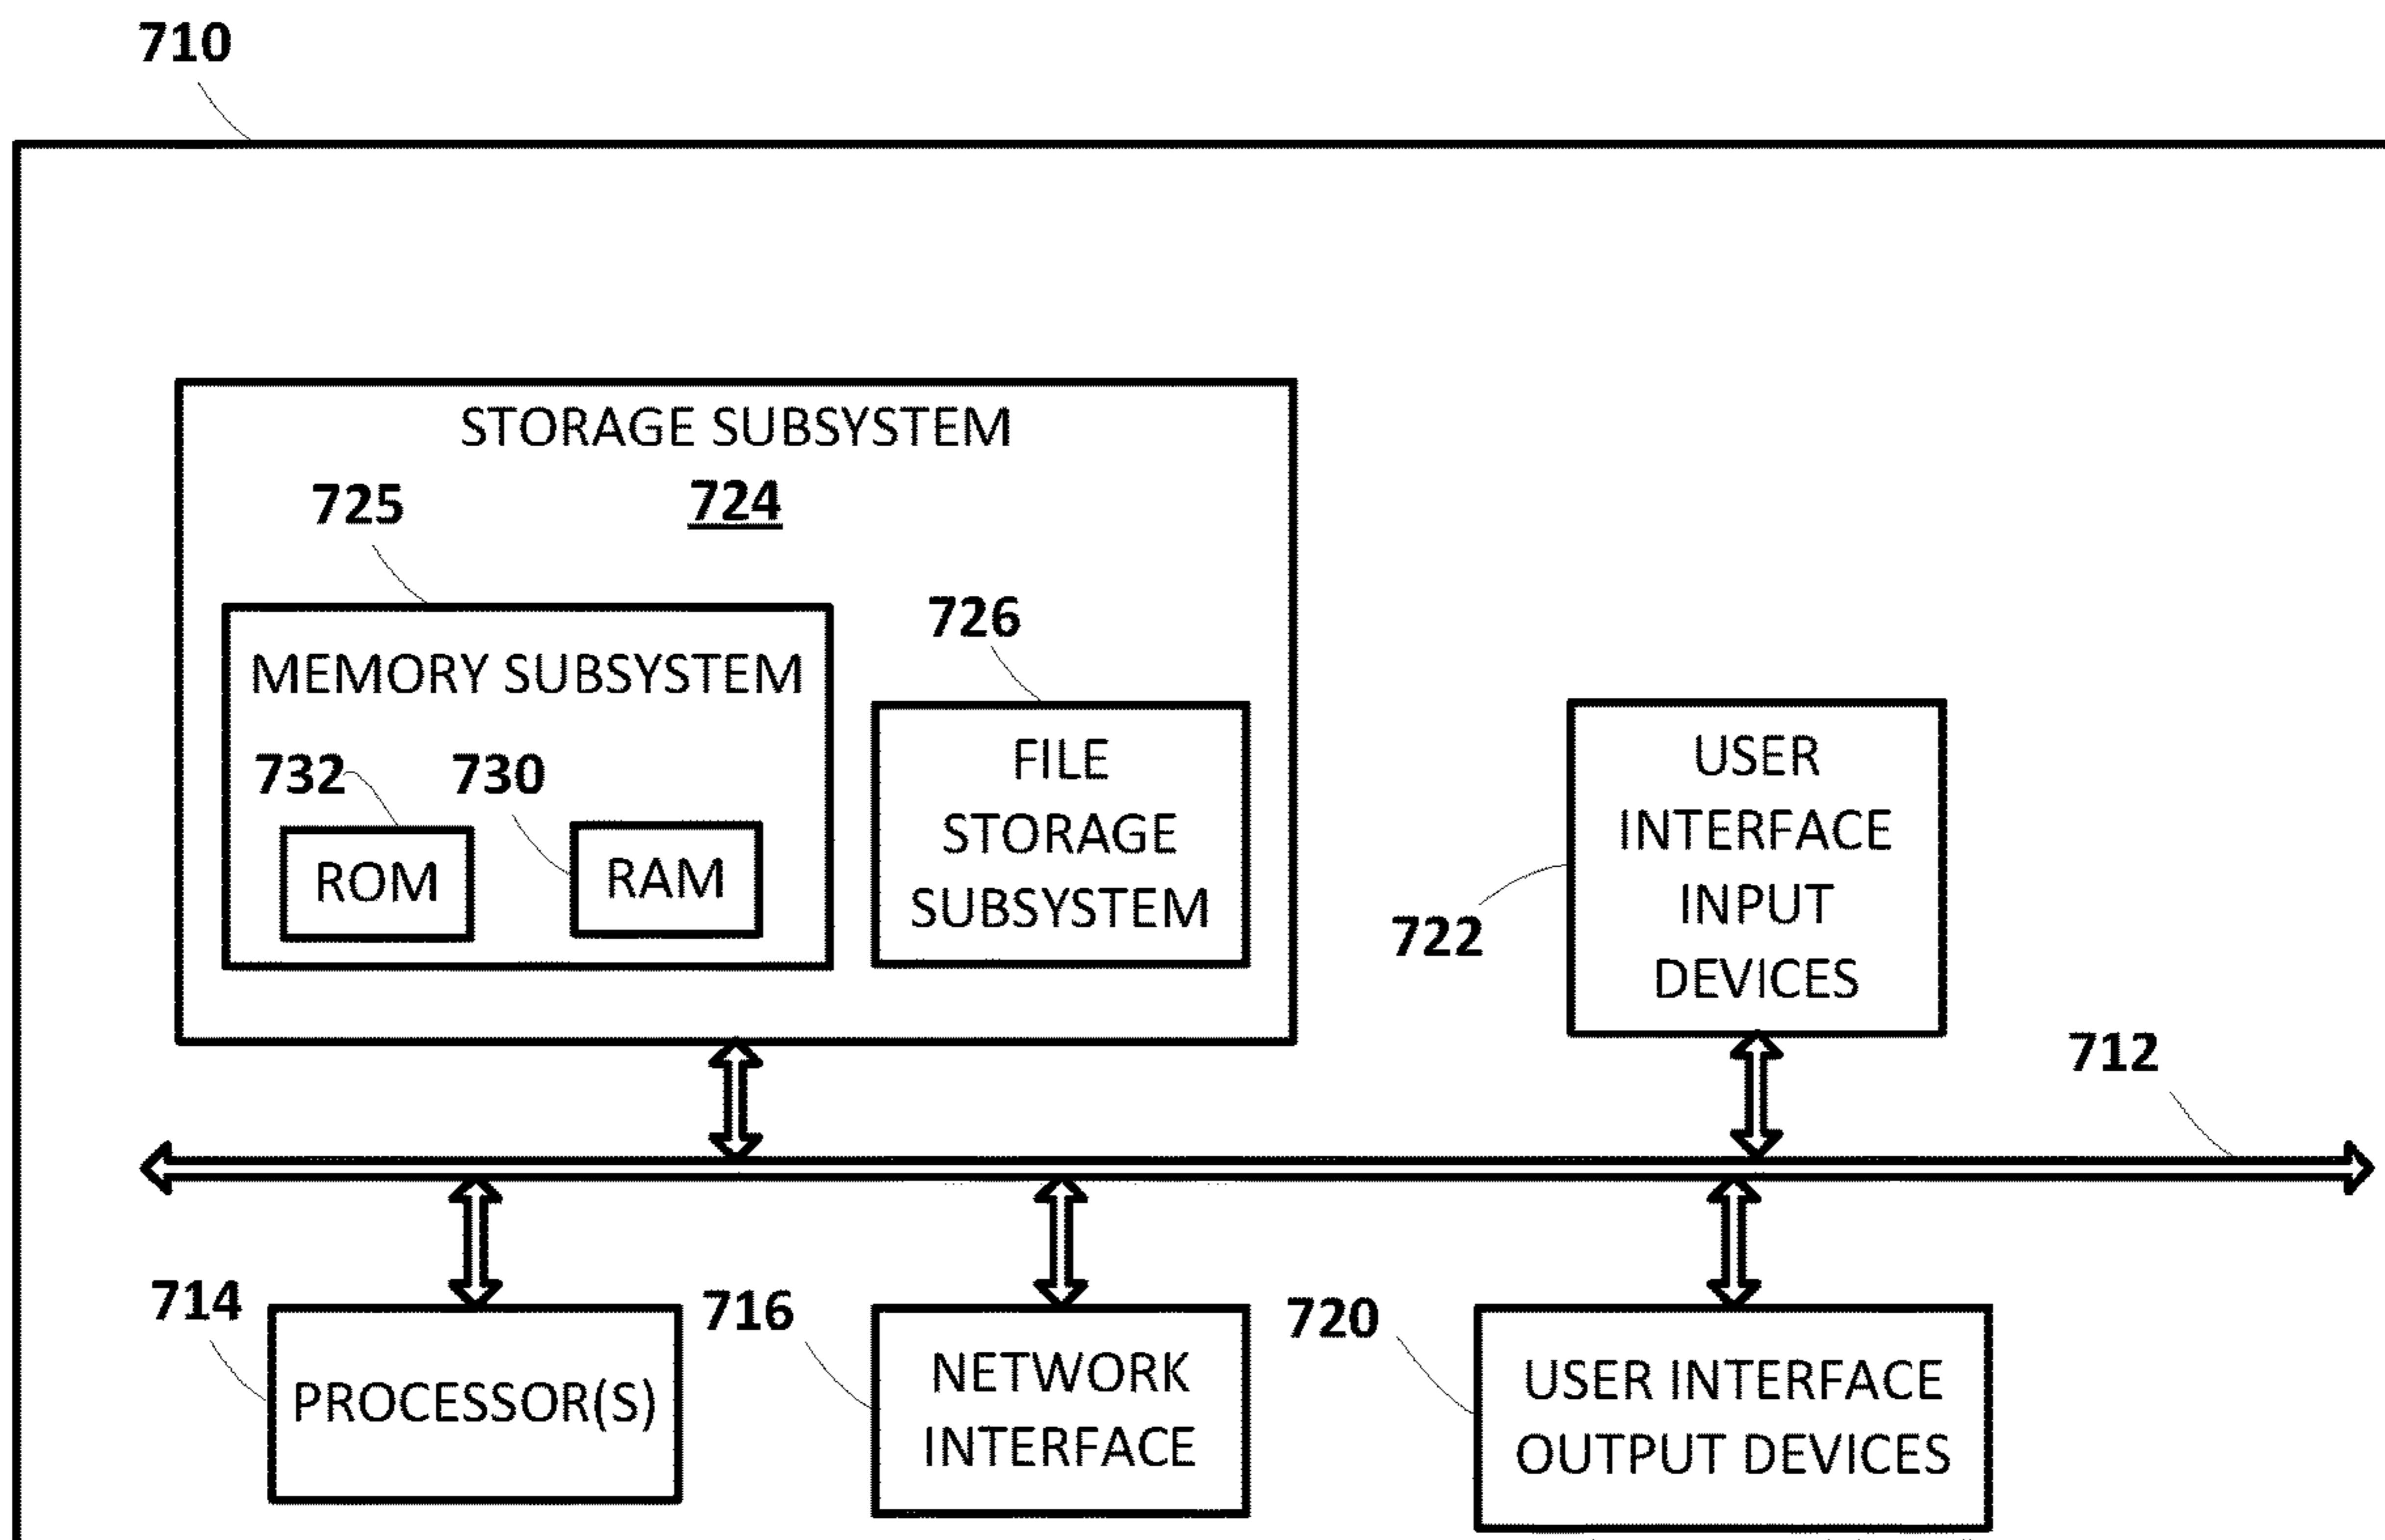 710
STORAGE SUBSYSTEM
724
725
MEMORY SUBSYSTEM
732
730
ROM
RAM
726
FILE
STORAGE
SUBSYSTEM
USER
INTERFACE
INPUT
DEVICES
722
712
714
PROCESSOR(S)
716
NETWORK
INTERFACE
720
USER INTERFACE
OUTPUT DEVICES